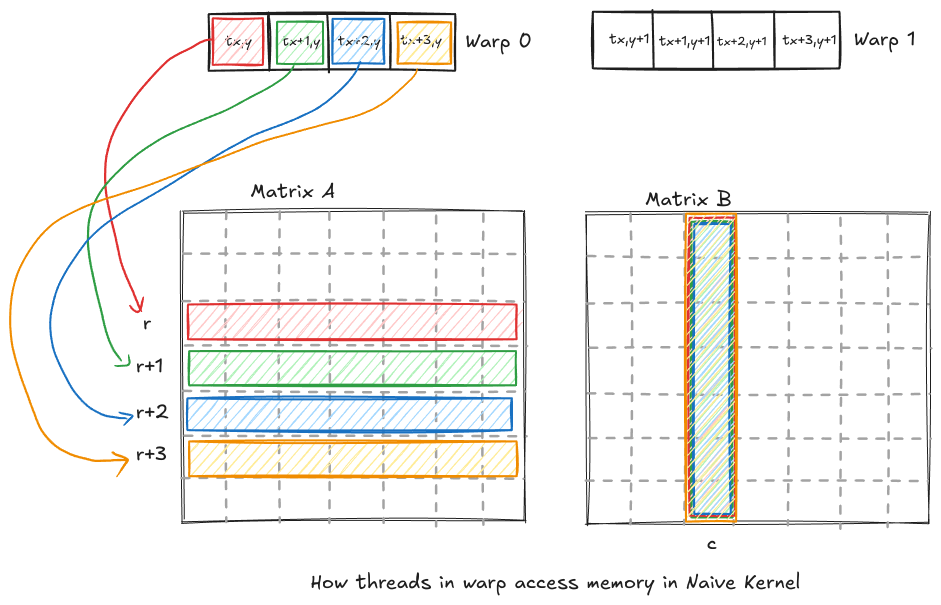 tx,y tx+1,y tx+2,y tx+3,y Warp 0
tx,y+1 tx+1,y+1 tx+2,y+1 tx+3,y+1 Warp 1
Matrix A
Matrix B
r
r+1
r+2
r+3
c
How threads in warp access memory in Naive Kernel